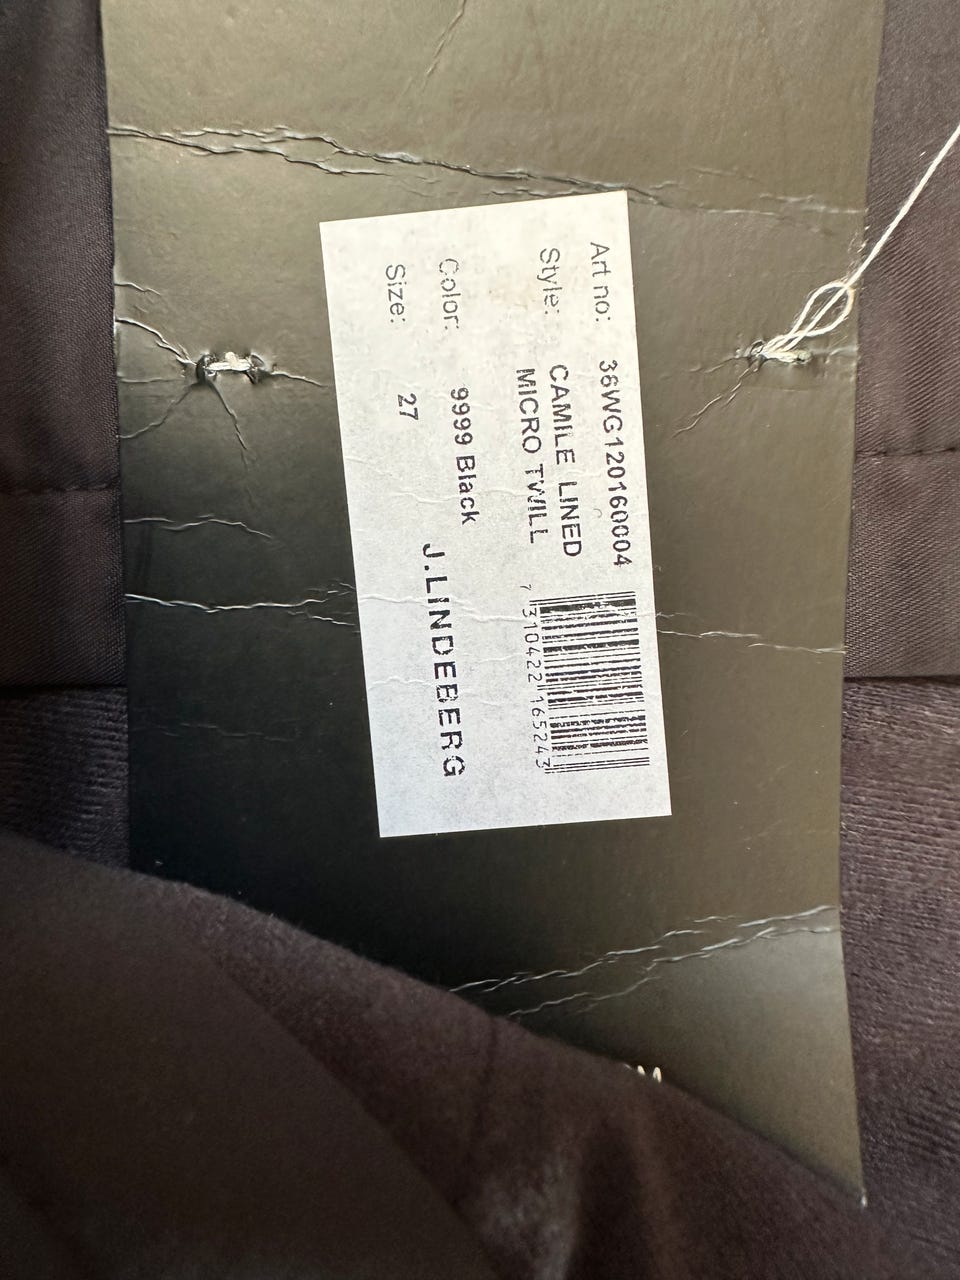 Art no: 36WG120160004
Style: CAMILE LINED
MICRO TWILL
7 310422 165243
Color: 9999 Black
Size: 27
J.LINDEBERG